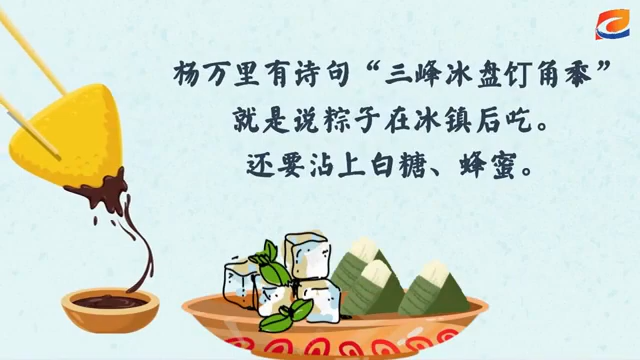 杨万里有诗句“三峰冰盘饤角黍”
就是说粽子在冰镇后吃。
还要沾上白糖、蜂蜜。